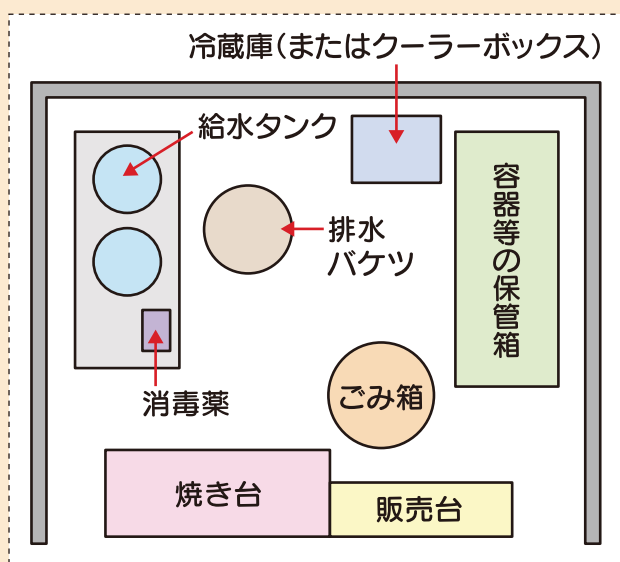 冷蔵庫(またはクーラーボックス)
給水タンク
排水
バケツ
容器等の保管箱
消毒薬
ごみ箱
焼き台
販売台